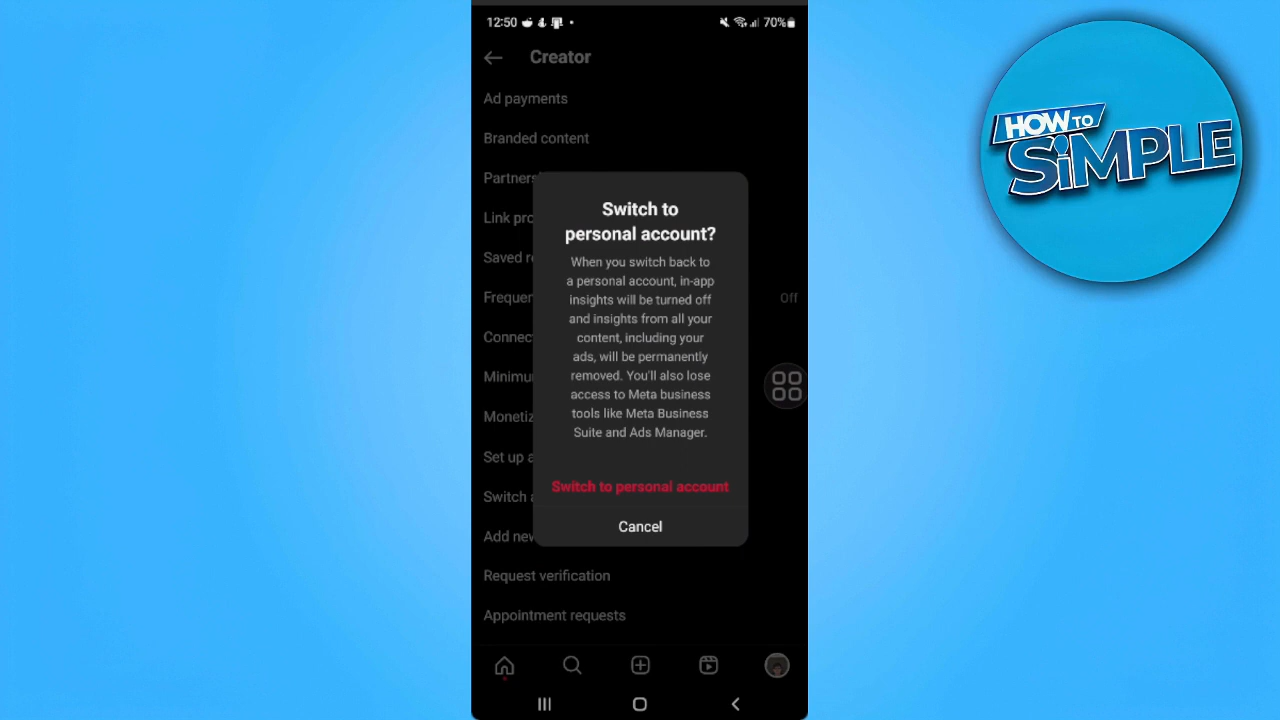 12:50
70%
Creator
Ad payments
Branded content
Partners
Link pro
Saved r
Frequen
Off
Connec
Minimu
Monetiz
Set up a
Switch a
Add new
Request verification
Appointment requests
Switch to
personal account?
When you switch back to
a personal account, in-app
insights will be turned off
and insights from all your
content, including your
ads, will be permanently
removed. You'll also lose
access to Meta business
tools like Meta Business
Suite and Ads Manager.
Switch to personal account
Cancel
HOW TO
SiMPLE